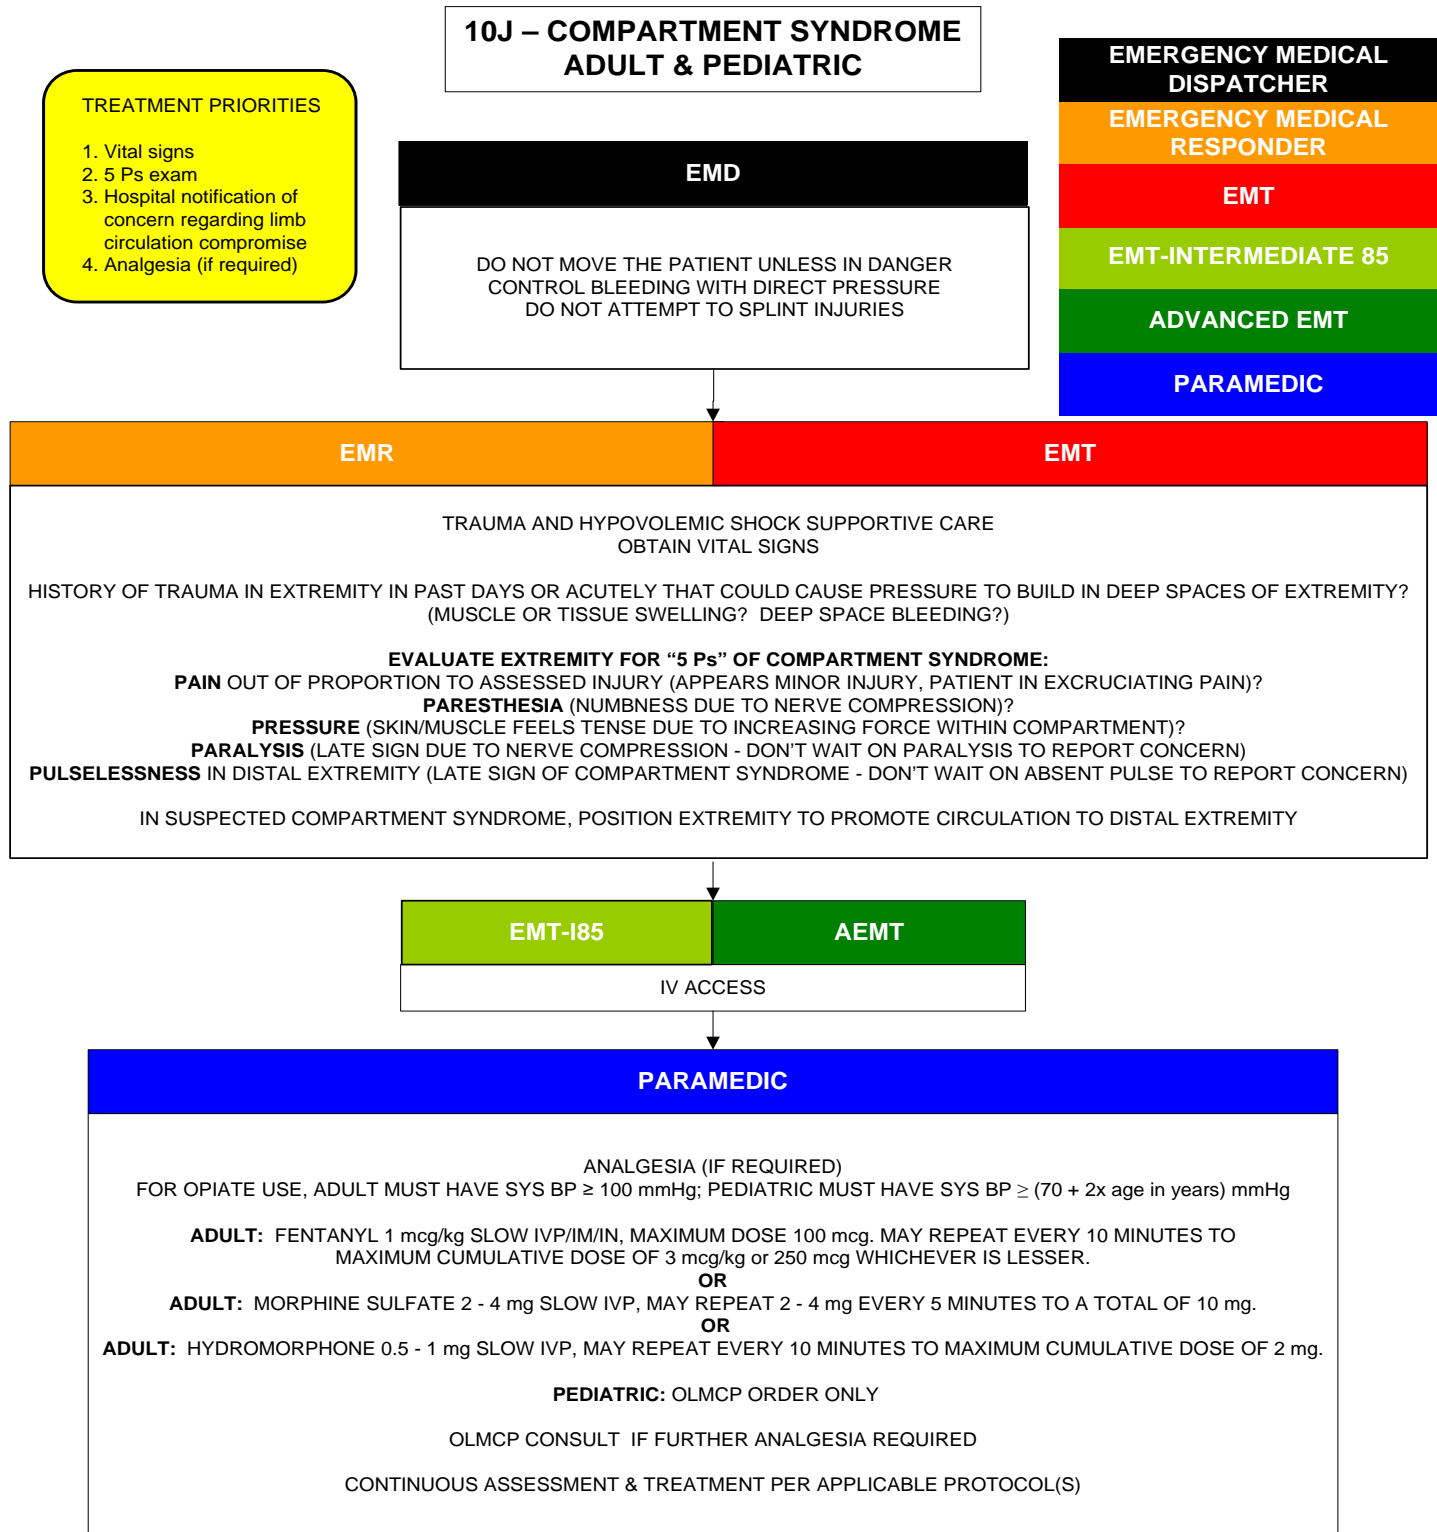 10J – COMPARTMENT SYNDROME
ADULT & PEDIATRIC
TREATMENT PRIORITIES
1. Vital signs
2. 5 Ps exam
3. Hospital notification of
concern regarding limb
circulation compromise
4. Analgesia (if required)
EMERGENCY MEDICAL
DISPATCHER
EMERGENCY MEDICAL
RESPONDER
EMT
EMT-INTERMEDIATE 85
ADVANCED EMT
PARAMEDIC
EMD
DO NOT MOVE THE PATIENT UNLESS IN DANGER
CONTROL BLEEDING WITH DIRECT PRESSURE
DO NOT ATTEMPT TO SPLINT INJURIES
EMR
EMT
TRAUMA AND HYPOVOLEMIC SHOCK SUPPORTIVE CARE
OBTAIN VITAL SIGNS
HISTORY OF TRAUMA IN EXTREMITY IN PAST DAYS OR ACUTELY THAT COULD CAUSE PRESSURE TO BUILD IN DEEP SPACES OF EXTREMITY?
(MUSCLE OR TISSUE SWELLING?  DEEP SPACE BLEEDING?)
EVALUATE EXTREMITY FOR “5 Ps” OF COMPARTMENT SYNDROME:
PAIN OUT OF PROPORTION TO ASSESSED INJURY (APPEARS MINOR INJURY, PATIENT IN EXCRUCIATING PAIN)?
PARESTHESIA (NUMBNESS DUE TO NERVE COMPRESSION)?
PRESSURE (SKIN/MUSCLE FEELS TENSE DUE TO INCREASING FORCE WITHIN COMPARTMENT)?
PARALYSIS (LATE SIGN DUE TO NERVE COMPRESSION - DON’T WAIT ON PARALYSIS TO REPORT CONCERN)
PULSELESSNESS IN DISTAL EXTREMITY (LATE SIGN OF COMPARTMENT SYNDROME - DON’T WAIT ON ABSENT PULSE TO REPORT CONCERN)
IN SUSPECTED COMPARTMENT SYNDROME, POSITION EXTREMITY TO PROMOTE CIRCULATION TO DISTAL EXTREMITY
EMT-I85
AEMT
IV ACCESS
PARAMEDIC
ANALGESIA (IF REQUIRED)
FOR OPIATE USE, ADULT MUST HAVE SYS BP ≥ 100 mmHg; PEDIATRIC MUST HAVE SYS BP ≥ (70 + 2x age in years) mmHg
ADULT:  FENTANYL 1 mcg/kg SLOW IVP/IM/IN, MAXIMUM DOSE 100 mcg. MAY REPEAT EVERY 10 MINUTES TO
MAXIMUM CUMULATIVE DOSE OF 3 mcg/kg or 250 mcg WHICHEVER IS LESSER.
OR
ADULT:  MORPHINE SULFATE 2 - 4 mg SLOW IVP, MAY REPEAT 2 - 4 mg EVERY 5 MINUTES TO A TOTAL OF 10 mg.
OR
ADULT:  HYDROMORPHONE 0.5 - 1 mg SLOW IVP, MAY REPEAT EVERY 10 MINUTES TO MAXIMUM CUMULATIVE DOSE OF 2 mg.
PEDIATRIC: OLMCP ORDER ONLY
OLMCP CONSULT  IF FURTHER ANALGESIA REQUIRED
CONTINUOUS ASSESSMENT & TREATMENT PER APPLICABLE PROTOCOL(S)